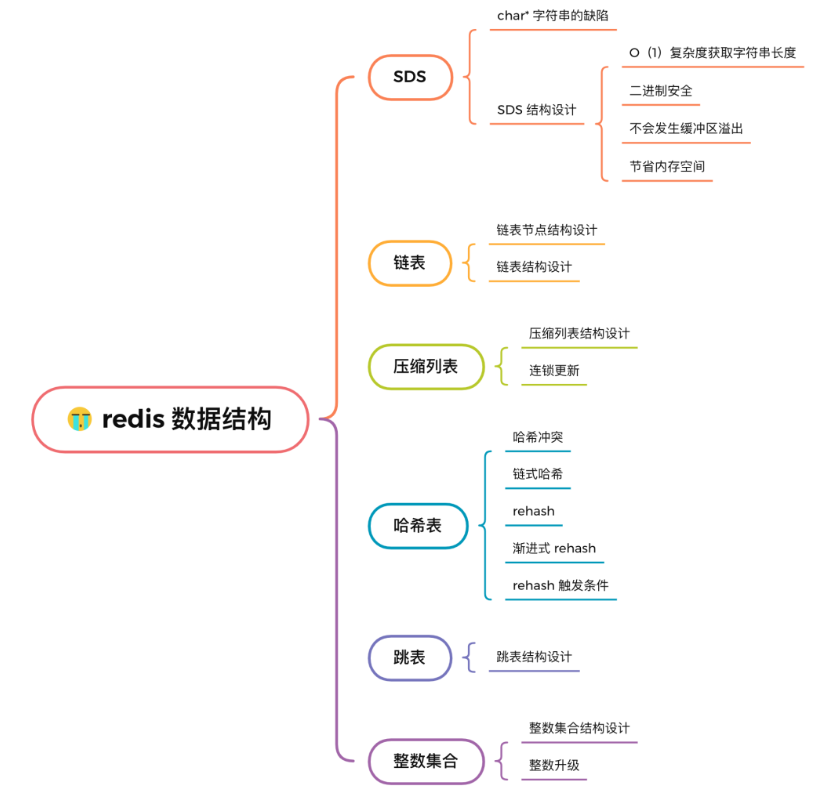 redis 数据结构
SDS
char* 字符串的缺陷
SDS 结构设计
O（1）复杂度获取字符串长度
二进制安全
不会发生缓冲区溢出
节省内存空间
链表
链表节点结构设计
链表结构设计
压缩列表
压缩列表结构设计
连锁更新
哈希表
哈希冲突
链式哈希
rehash
渐进式 rehash
rehash 触发条件
跳表
跳表结构设计
整数集合
整数集合结构设计
整数升级